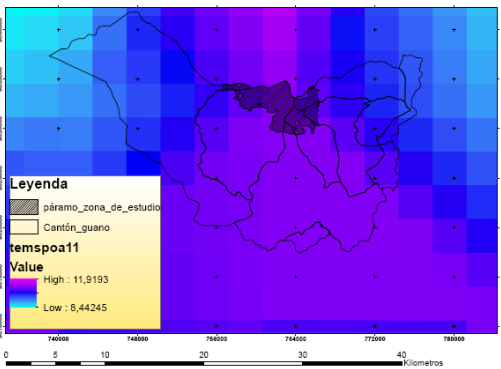 Leyenda
páramo_zona_de_estudio
Cantón_guano
temspoa11
Value
High : 11,9193
Low : 8,44245
740000 748000 756000 764000 772000 780000
0 5 10 20 30 40
Kilometros